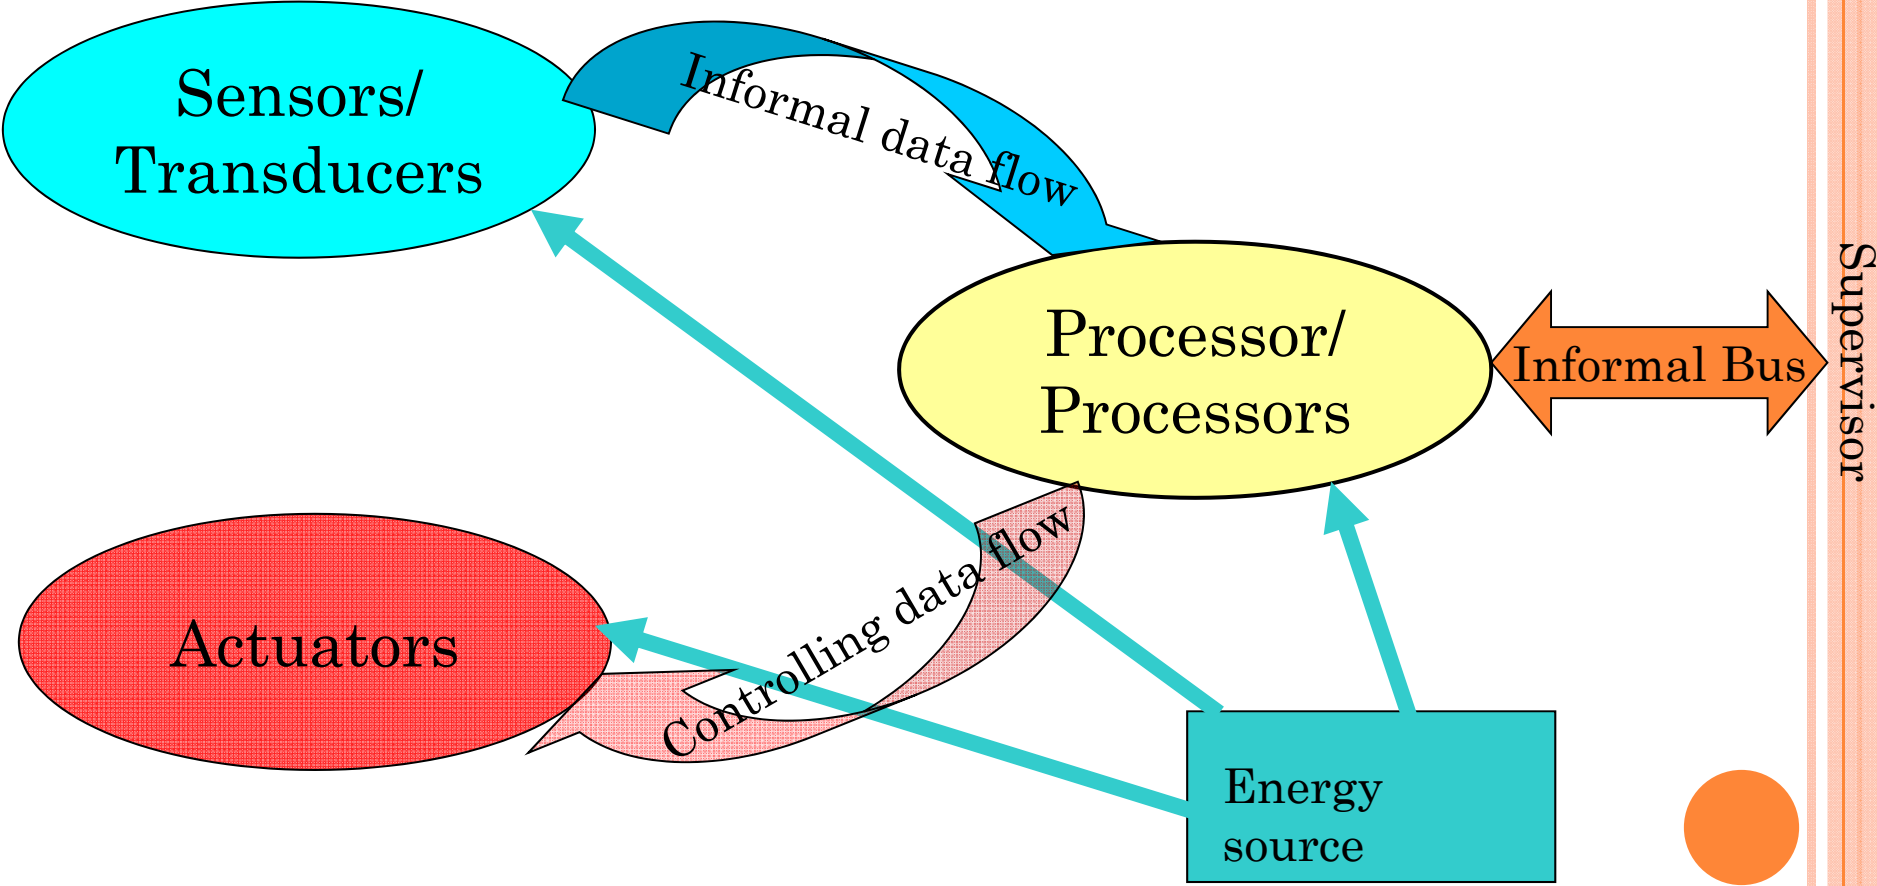 Sensors/
Transducers
Informal data flow
Processor/
Processors
Informal Bus
Supervisor
Actuators
Controlling data flow
Energy
source